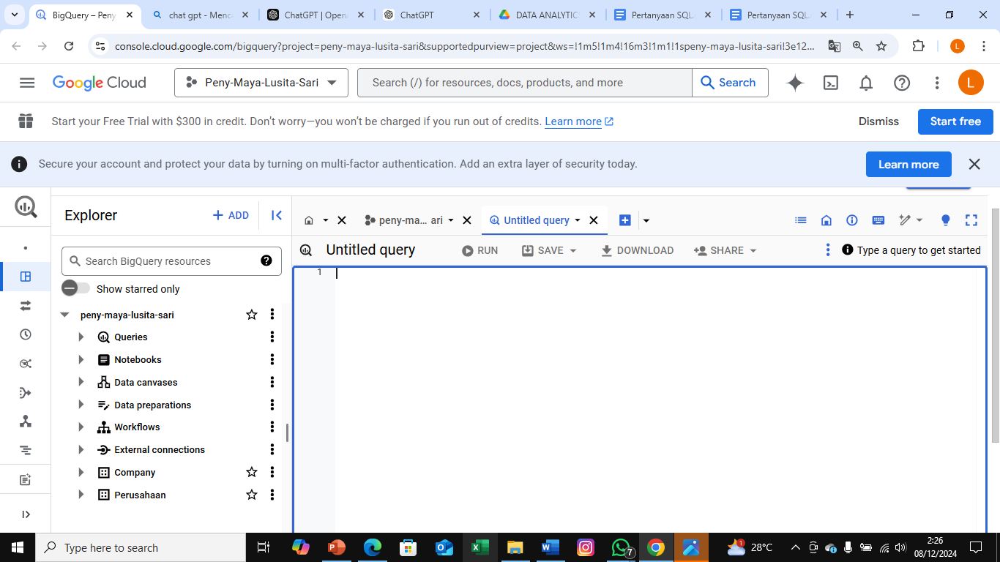 BigQuery – Peny
chat gpt - Menc
ChatGPT | OpenA
ChatGPT
DATA ANALYTIC
Pertanyaan SQL
Pertanyaan SQL
console.cloud.google.com/bigquery?project=peny-maya-lusita-sari&supportedpurview=project&ws=!1m5!1m4!16m3!1m1!1speny-maya-lusita-sari!3e12...
L
Google Cloud
Peny-Maya-Lusita-Sari
Search (/) for resources, docs, products, and more
Search
L
Start your Free Trial with $300 in credit. Don’t worry—you won’t be charged if you run out of credits. Learn more
Dismiss
Start free
Secure your account and protect your data by turning on multi-factor authentication. Add an extra layer of security today.
Learn more
Explorer
ADD
peny-ma... ari
Untitled query
Search BigQuery resources
Show starred only
Untitled query
RUN
SAVE
DOWNLOAD
SHARE
Type a query to get started
1
peny-maya-lusita-sari
Queries
Notebooks
Data canvases
Data preparations
Workflows
External connections
Company
Perusahaan
Type here to search
7
1
28°C
2:26
08/12/2024